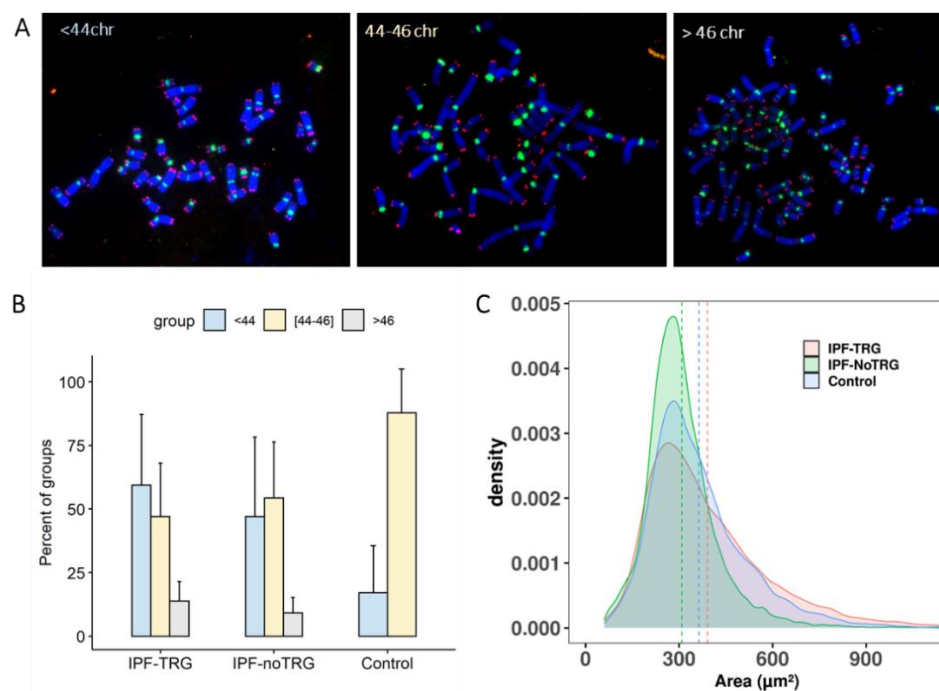 A
<44chr
44-46 chr
> 46 chr
B
group <44 [44-46] >46
Percent of groups
100
75
50
25
0
IPF-TRG IPF-noTRG Control
C
density
0.005
0.004
0.003
0.002
0.001
0.000
IPF-TRG
IPF-NoTRG
Control
0 300 600 900
Area (μm²)